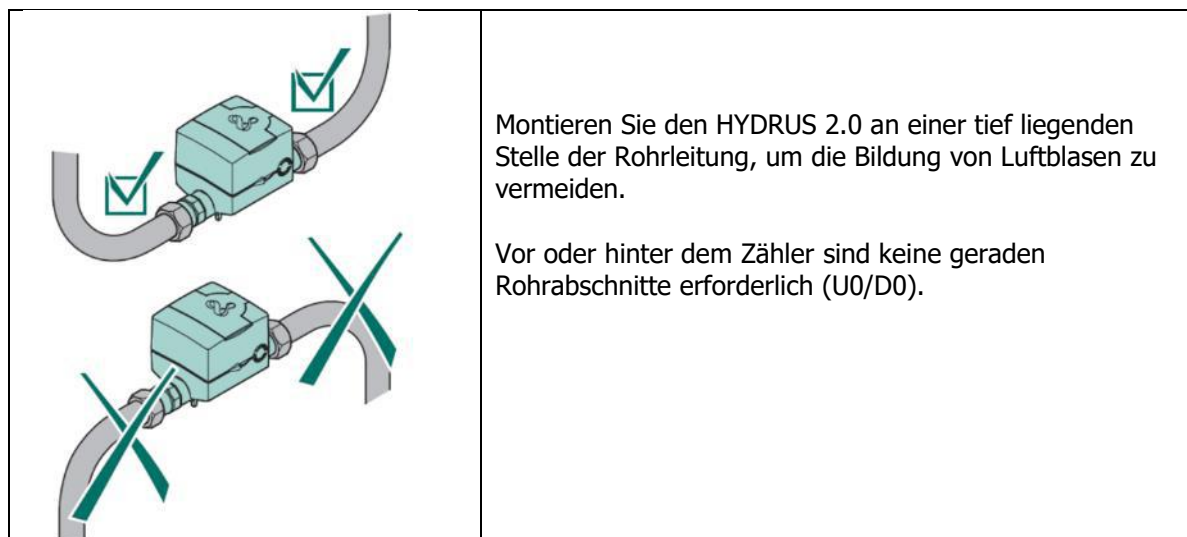 Montieren Sie den HYDRUS 2.0 an einer tief liegenden
Stelle der Rohrleitung, um die Bildung von Luftblasen zu
vermeiden.
Vor oder hinter dem Zähler sind keine geraden
Rohrabschnitte erforderlich (U0/D0).